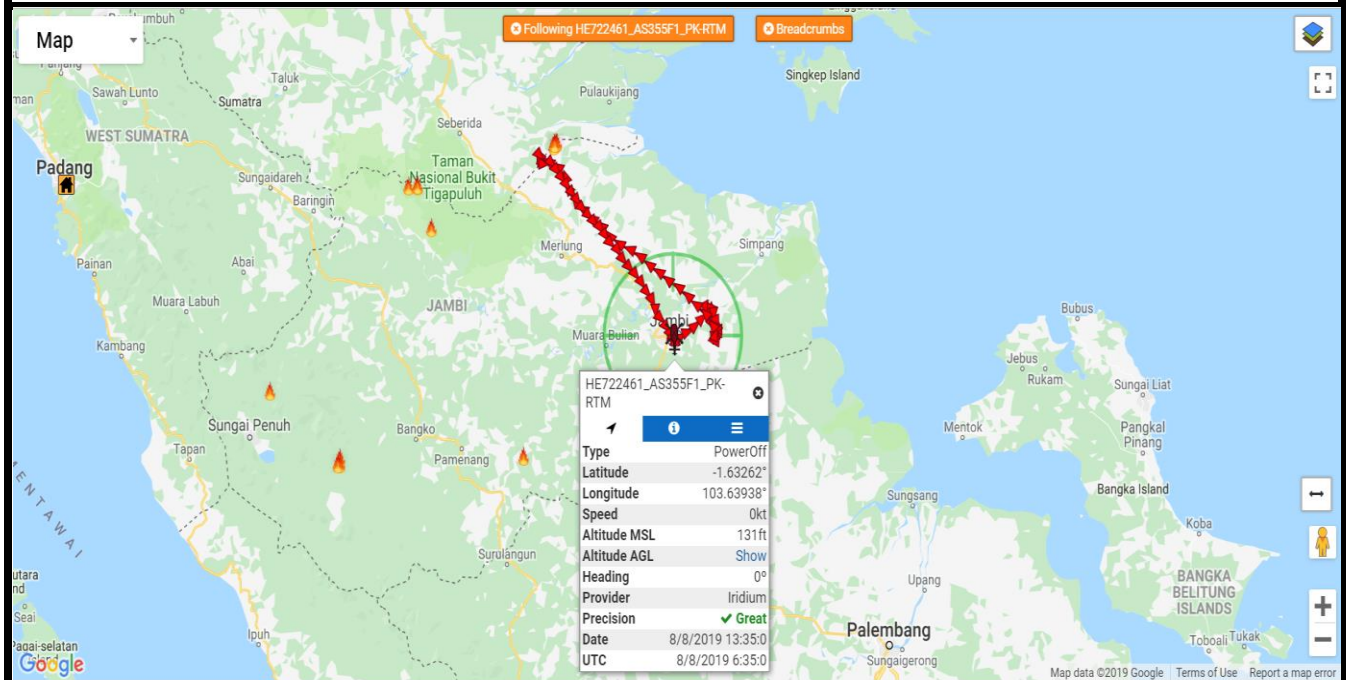 Map
Following HE722461_AS355F1_PK-RTM
Breadcrumbs
Taluk
Singkep Island
Sawah Lunto
Sumatra
Pulaukijang
Seberida
WEST SUMATRA
Padang
Taman
Nasional Bukit
Tigapuluh
Sungaidareh
Baringin
Merlung
Simpang
Painan
Abai
Muara Labuh
JAMBI
Jambi
Muara Bulian
Bubus
Kambang
Jebus
Rukam
Sungai Liat
HE722461_AS355F1_PK-
RTM
Type PowerOff
Latitude -1.63262°
Longitude 103.63938°
Speed 0kt
Altitude MSL 131ft
Altitude AGL Show
Heading 0°
Provider Iridium
Precision Great
Date 8/8/2019 13:35:0
UTC 8/8/2019 6:35:0
Sungai Penuh
Bangko
Tapan
Pamenang
Mentok
Pangkal
Pinang
Bangka Island
Sungsang
MENTAWAI
Koba
Surulangun
Upang
BANGKA
BELITUNG
ISLANDS
utara
nd
Seai
Palembang
Toboali
Tukak
Ipuh
Pagai-selatan
Sungaigerong
Google
Map data ©2019 Google
Terms of Use
Report a map error